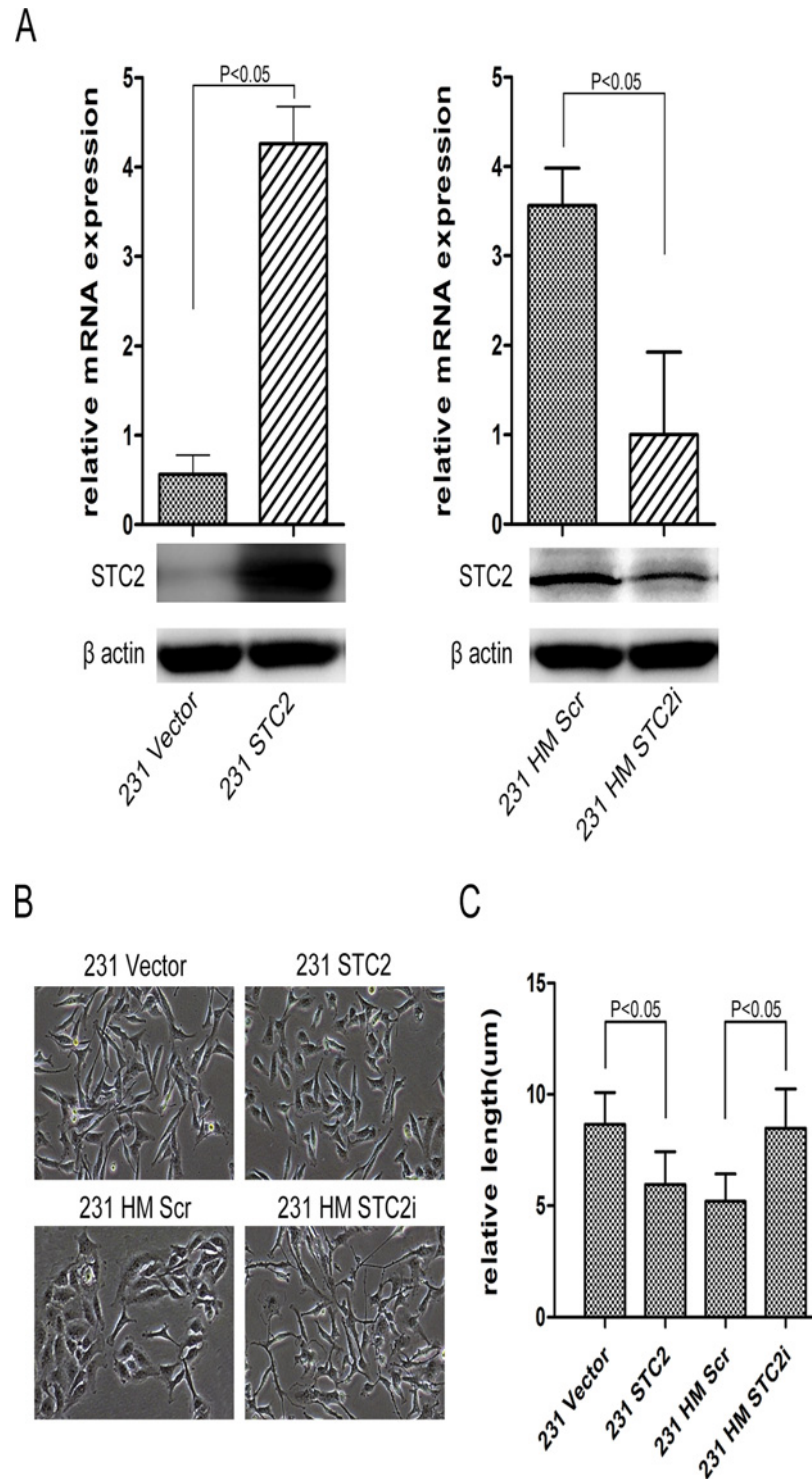 A
P<0.05
5
4
3
2
1
0
relative mRNA expression
STC2
β actin
231 Vector
231 STC2
P<0.05
5
4
3
2
1
0
relative mRNA expression
STC2
β actin
231 HM Scr
231 HM STC2i
B
231 Vector
231 STC2
231 HM Scr
231 HM STC2i
C
15
10
5
0
relative length(um)
P<0.05
P<0.05
231 Vector
231 STC2
231 HM Scr
231 HM STC2i